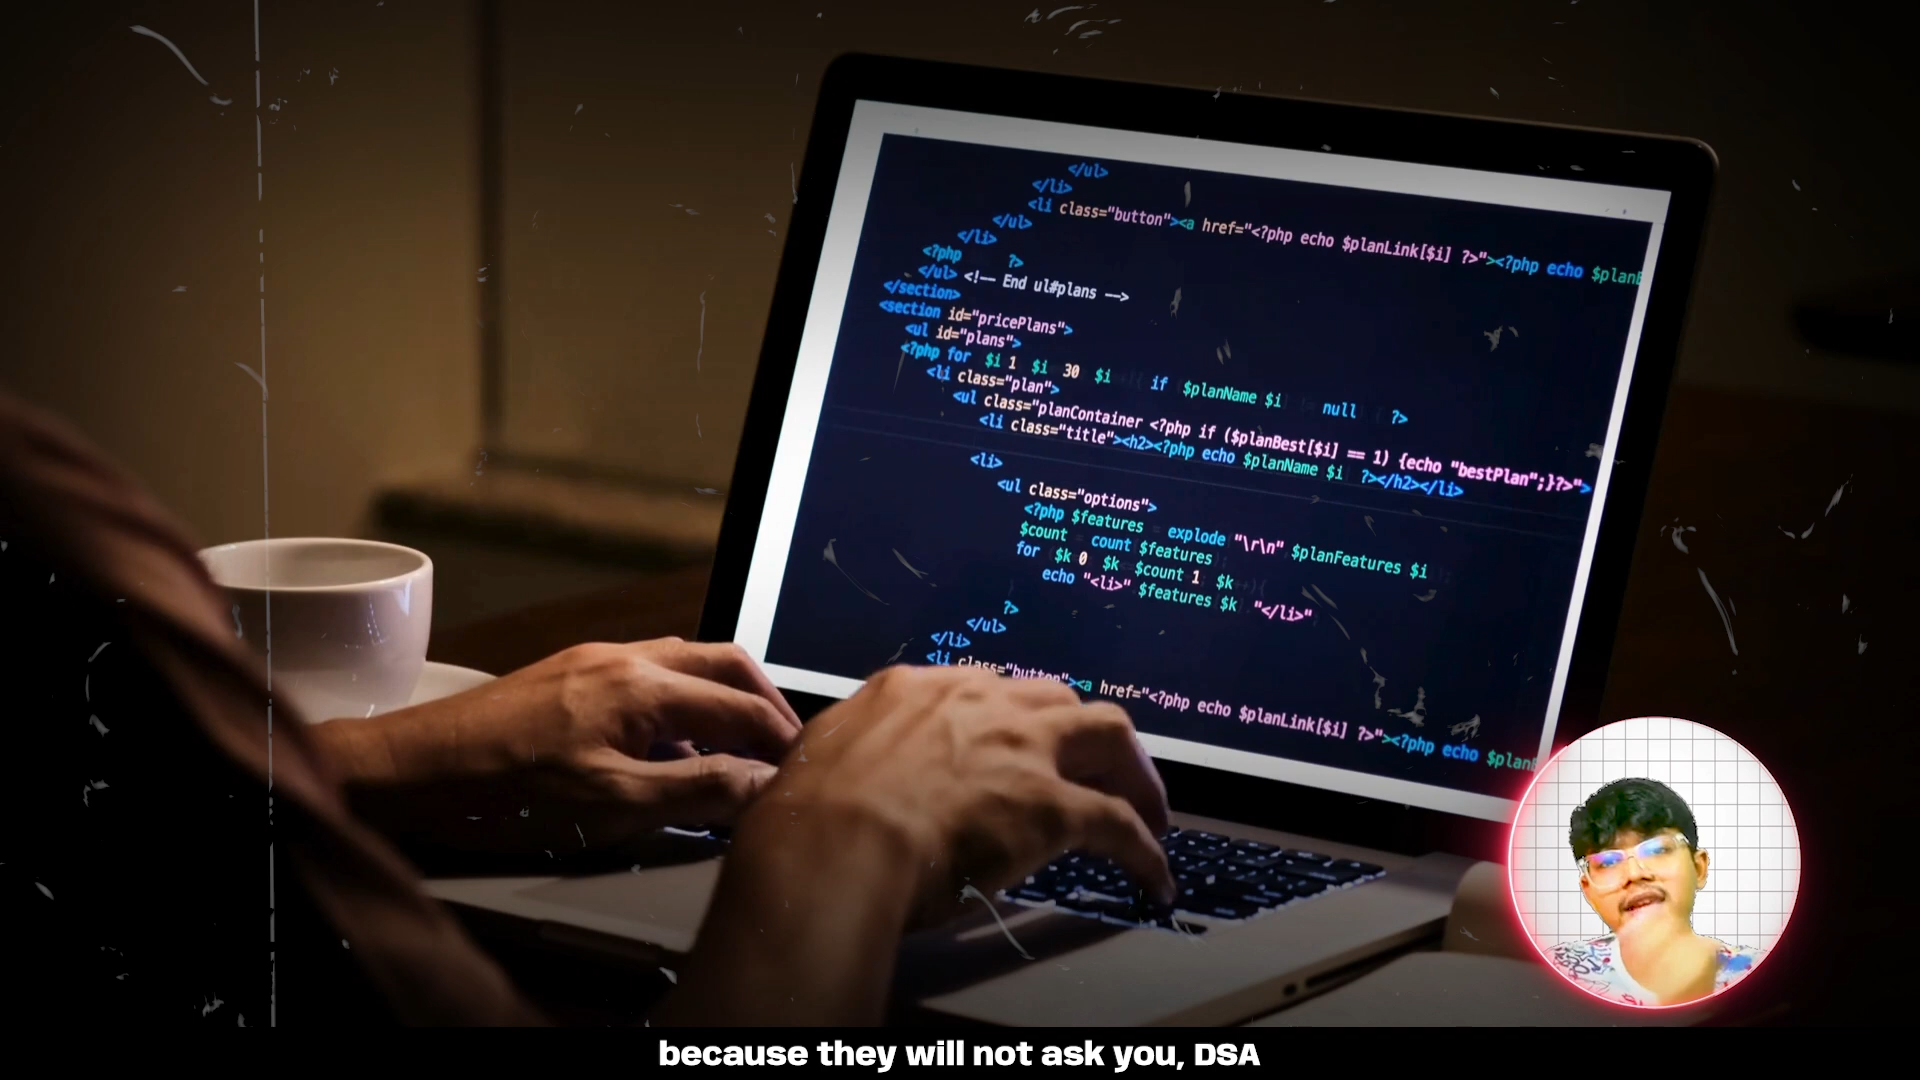 </ul>
</li>
<li class="button"><a href="<?php echo $planLink[$i] ?>"><?php echo
</ul>
</li>
<?php ?>
</ul> <!-- End ul#plans -->
</section>
<section id="pricePlans">
<ul id="plans">
<?php for $i 1 $i 30 $i if $planName $i null ?>
<li class="plan">
<ul class="planContainer <?php if ($planBest[$i] == 1) {echo "bestPlan";}?>">
<li class="title"><h2><?php echo $planName $i ?></h2></li>
<li>
<ul class="options">
<?php $features explode "\r\n" $planFeatures $i
$count count $features
for $k 0 $k $count 1 $k
echo "<li>" $features $k "</li>"
?>
</ul>
</li>
<li class="button"><a href="<?php echo $planLink[$i] ?>"><?php echo
because they will not ask you, DSA